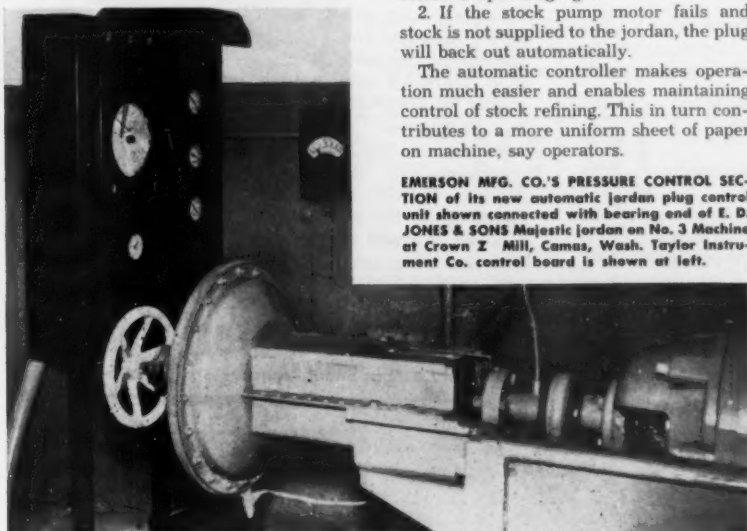 2. If the stock pump motor fails and
stock is not supplied to the jordan, the plug
will back out automatically.
The automatic controller makes opera-
tion much easier and enables maintaining
control of stock refining. This in turn con-
tributes to a more uniform sheet of paper
on machine, say operators.
EMERSON MFG. CO.'S PRESSURE CONTROL SEC-
TION of its new automatic jordan plug control
unit shown connected with bearing end of E. D.
JONES & SONS Majestic jordan on No. 3 Machine
at Crown Z Mill, Camas, Wash. Taylor Instru-
ment Co. control board is shown at left.